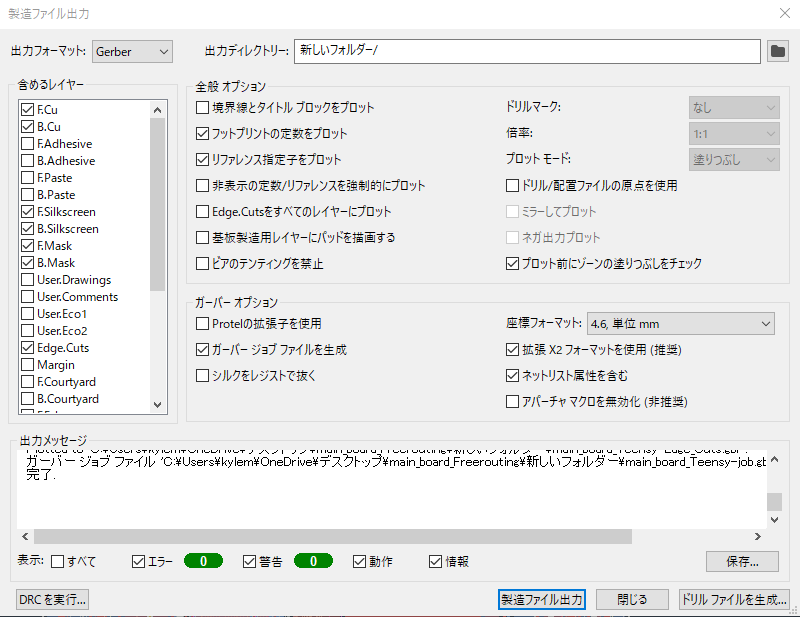 製造ファイル出力
出力フォーマット: Gerber 出力ディレクトリー: 新しいフォルダー/
含めるレイヤー
F.Cu
B.Cu
F.Adhesive
B.Adhesive
F.Paste
B.Paste
F.Silkscreen
B.Silkscreen
F.Mask
B.Mask
User.Drawings
User.Comments
User.Eco1
User.Eco2
Edge.Cuts
Margin
F.Courtyard
B.Courtyard
全般 オプション
境界線とタイトル ブロックをプロット
フットプリントの定数をプロット
リファレンス指定子をプロット
非表示の定数/リファレンスを強制的にプロット
Edge.Cutsをすべてのレイヤーにプロット
基板製造用レイヤーにパッドを描画する
ビアのテンティングを禁止
ドリルマーク: なし
倍率: 1:1
プロット モード: 塗りつぶし
ドリル/配置ファイルの原点を使用
ミラーしてプロット
ネガ出力プロット
プロット前にゾーンの塗りつぶしをチェック
ガーバー オプション
Protelの拡張子を使用
ガーバー ジョブ ファイルを生成
シルクをレジストで抜く
座標フォーマット: 4.6, 単位 mm
拡張 X2 フォーマットを使用 (推奨)
ネットリスト属性を含む
アパーチャ マクロを無効化 (非推奨)
出力メッセージ
ガーバー ジョブ ファイル 'C:¥Users¥kylem¥OneDrive¥デスクトップ¥main_board_Freerouting¥新しいフォルダー¥main_board_Teensy-job.gb
完了.
表示: すべて エラー 0 警告 0 動作 情報 保存...
DRC を実行... 製造ファイル出力 閉じる ドリル ファイルを生成...